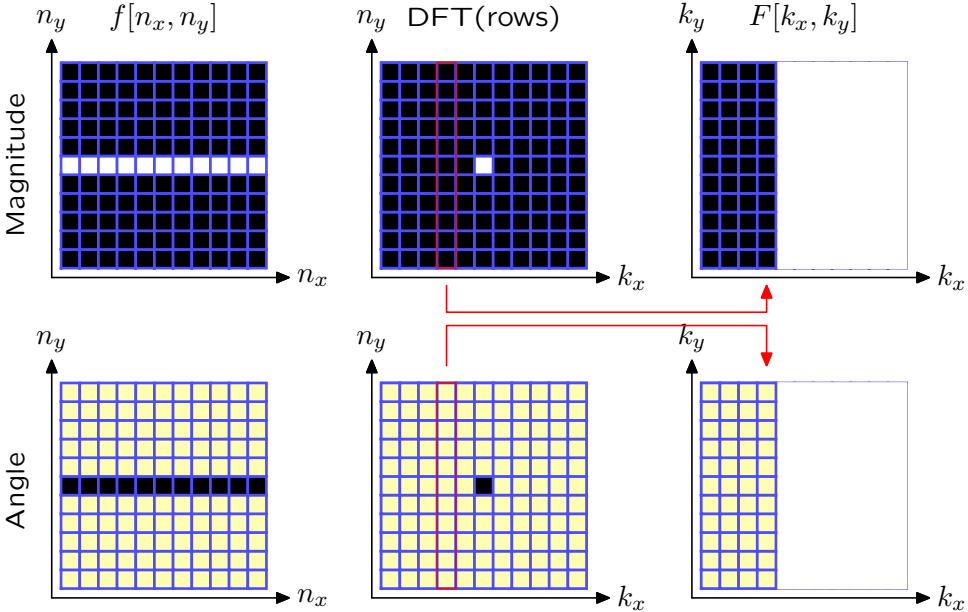 n_y f[n_x, n_y] n_y DFT(rows) k_y F[k_x, k_y]
Magnitude
n_x k_x k_x
n_y n_y k_y
Angle
n_x k_x k_x